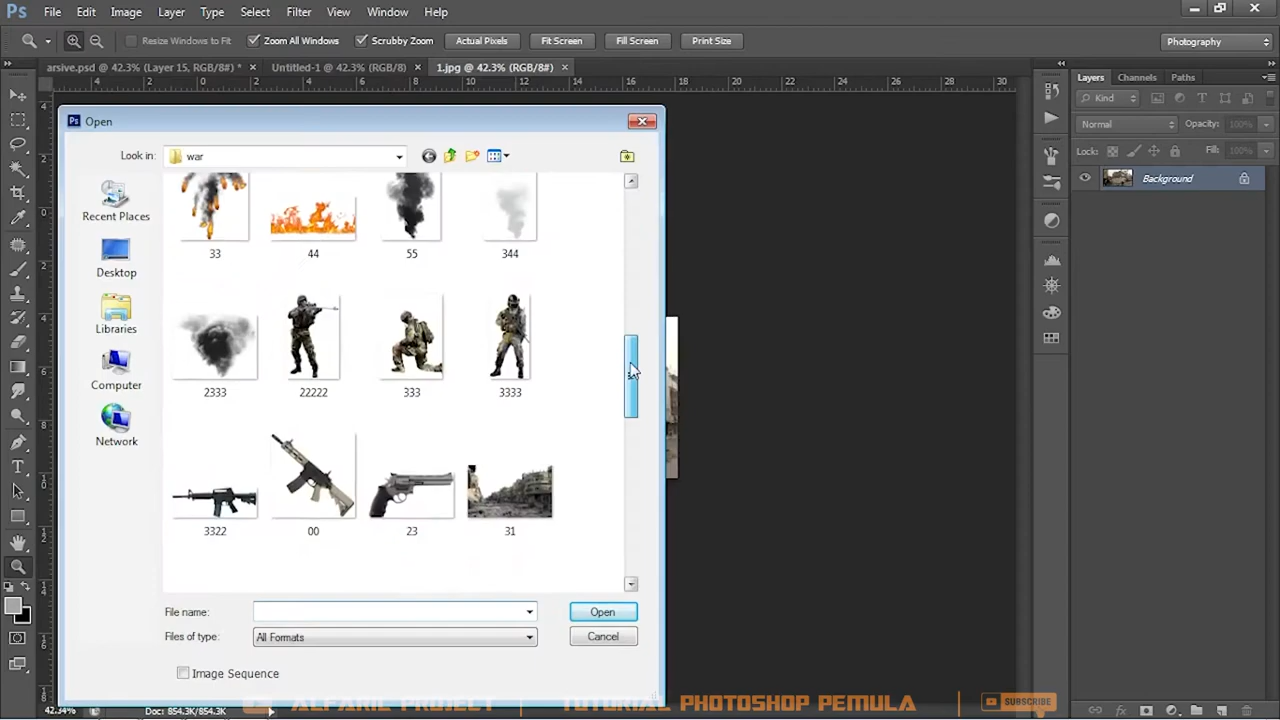 Ps File Edit Image Layer Type Select Filter View Window Help
Resize Windows to Fit Zoom All Windows Scrubby Zoom Actual Pixels Fit Screen Fill Screen Print Size Photography
arsive.psd @ 42.3% (Layer 15, RGB/8#) * Untitled-1 @ 42.3% (RGB/8) 1.jpg @ 42.3% (RGB/8#)
Layers Channels Paths
Kind
Normal Opacity: 100%
Lock: Fill: 100%
Background
Open
Look in: war
Recent Places
Desktop
Libraries
Computer
Network
33 44 55 344
2333 22222 333 3333
3322 00 23 31
File name: Open
Files of type: All Formats Cancel
Image Sequence
ALFARIL PROJECT | TUTORIAL PHOTOSHOP PEMULA | SUBSCRIBE
42.34% Doc: 854.3K/854.3K